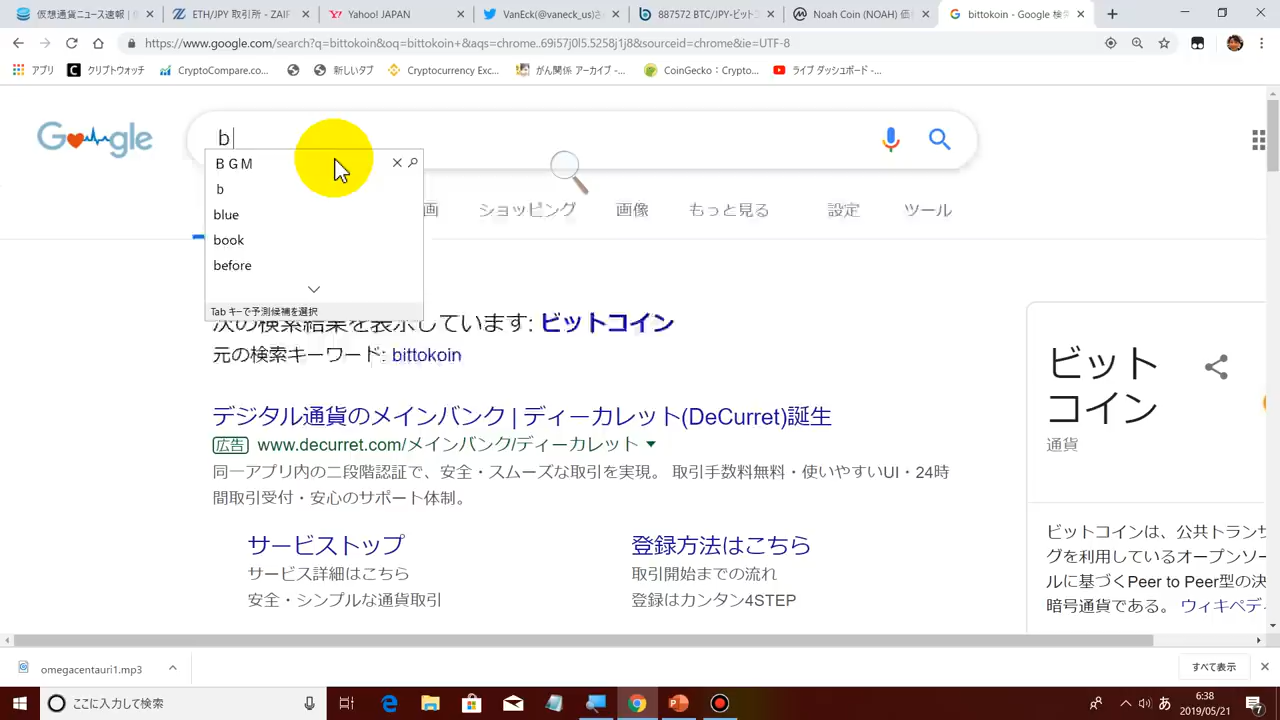 仮想通貨ニュース速報 |
ETH/JPY 取引所 - ZAIF
Yahoo! JAPAN
VanEck(@vaneck_us)さ
887572 BTC/JPY-ビット
Noah Coin (NOAH) 価
bittokoin - Google 検
https://www.google.com/search?q=bittokoin&oq=bittokoin+&aqs=chrome..69i57j0l5.5258j1j8&sourceid=chrome&ie=UTF-8
アプリ
クリプトウォッチ
CryptoCompare.co...
新しいタブ
Cryptocurrency Exc...
がん関係 アーカイブ -...
CoinGecko：Crypto...
ライブ ダッシュボード -...
Google
b
B G M
b
blue
book
before
Tab キーで予測候補を選択
画
ショッピング
画像
もっと見る
設定
ツール
次の検索結果を表示しています: ビットコイン
元の検索キーワード: bittokoin
デジタル通貨のメインバンク | ディーカレット(DeCurret)誕生
広告 www.decurret.com/メインバンク/ディーカレット
同一アプリ内の二段階認証で、安全・スムーズな取引を実現。 取引手数料無料・使いやすいUI・24時
間取引受付・安心のサポート体制。
サービストップ
サービス詳細はこちら
安全・シンプルな通貨取引
登録方法はこちら
取引開始までの流れ
登録はカンタン4STEP
ビット
コイン
通貨
ビットコインは、公共トランザ
グを利用しているオープンソー
ルに基づくPeer to Peer型の決
暗号通貨である。 ウィキペデ
omegacentauri1.mp3
すべて表示
ここに入力して検索
あ
6:38
2019/05/21
7